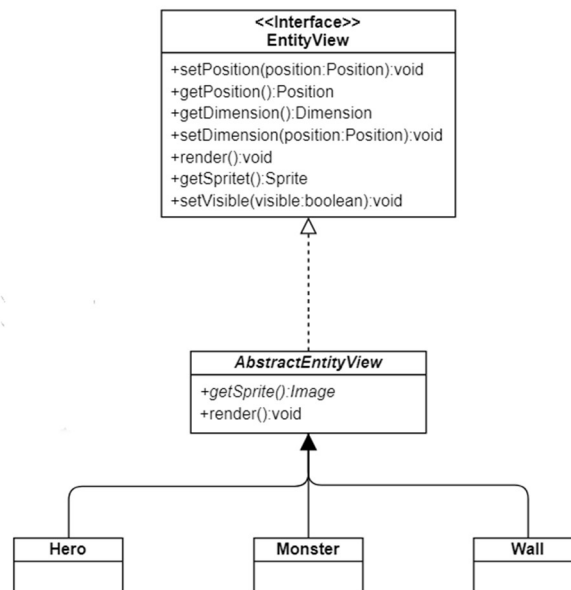 <<Interface>>
EntityView
+setPosition(position:Position):void
+getPosition():Position
+getDimension():Dimension
+setDimension(position:Position):void
+render():void
+getSpritet():Sprite
+setVisible(visible:boolean):void
AbstractEntityView
+getSprite():Image
+render():void
Hero
Monster
Wall